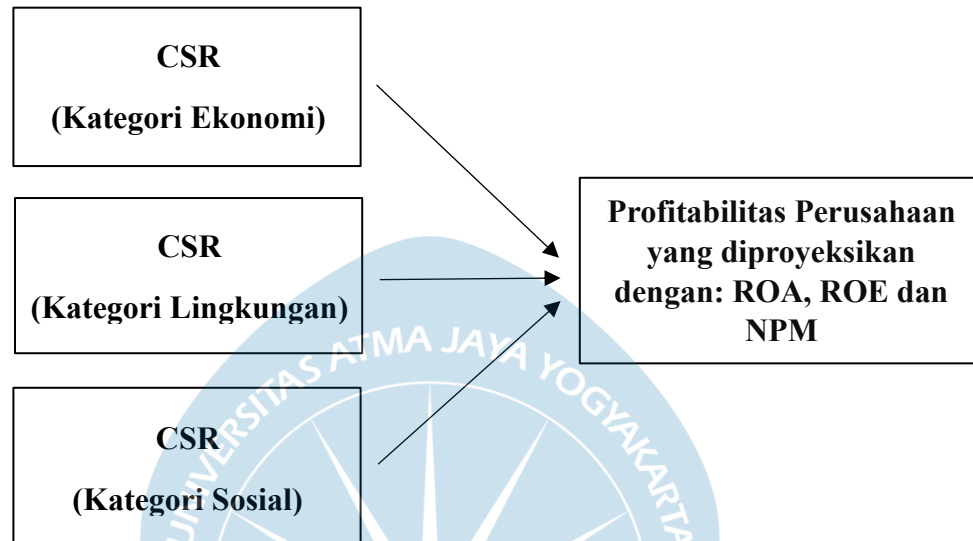 CSR
(Kategori Ekonomi)
CSR
(Kategori Lingkungan)
CSR
(Kategori Sosial)
Profitabilitas Perusahaan
yang diproyeksikan
dengan: ROA, ROE dan
NPM
UNIVERSITAS ATMA JAYA YOGYAKARTA